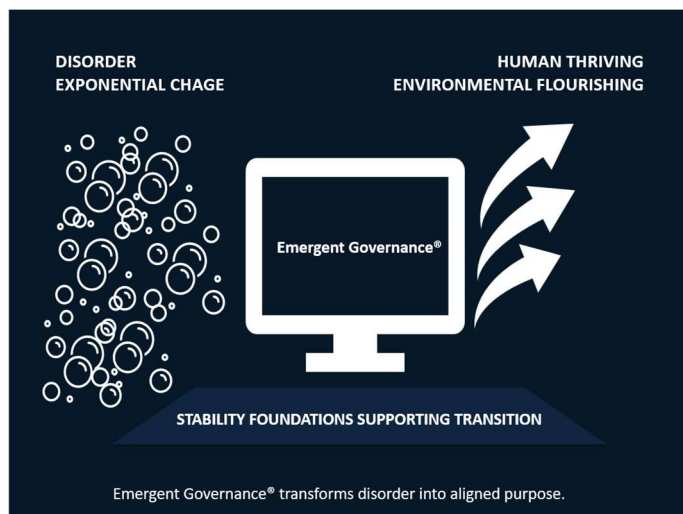 DISORDER
EXPONENTIAL CHAGE
HUMAN THRIVING
ENVIRONMENTAL FLOURISHING
Emergent Governance®
STABILITY FOUNDATIONS SUPPORTING TRANSITION
Emergent Governance® transforms disorder into aligned purpose.